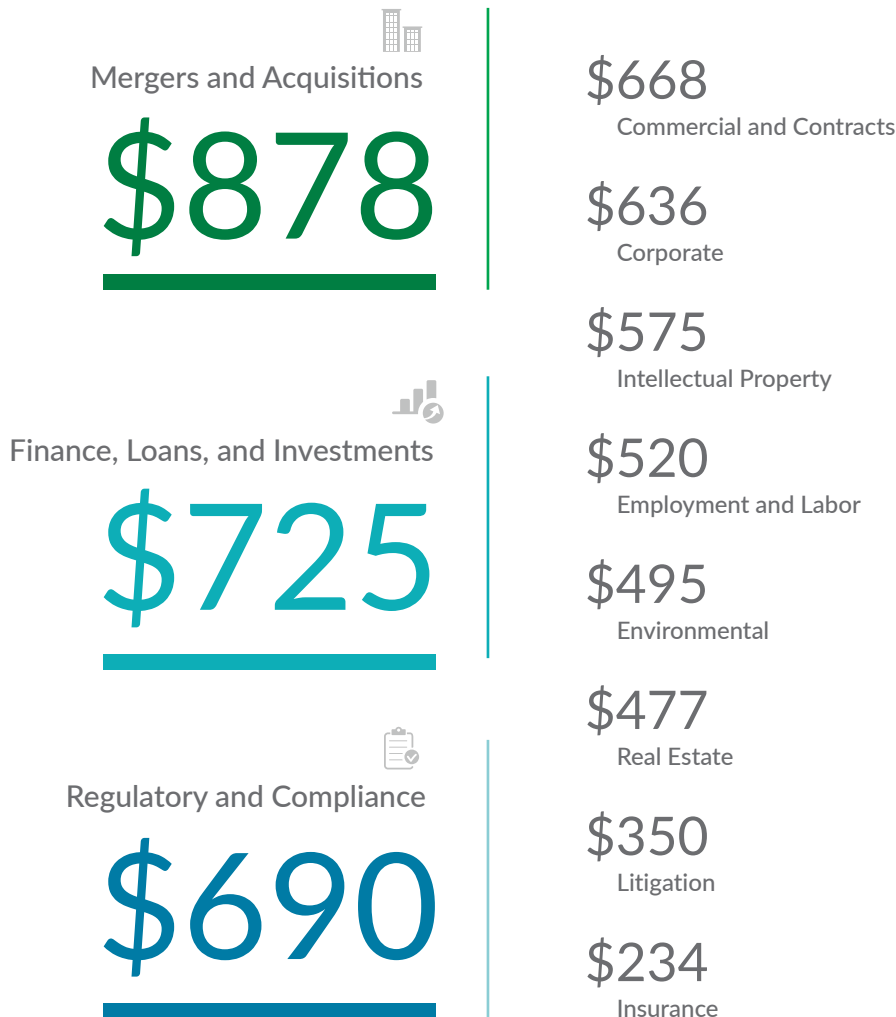 Mergers and Acquisitions
$878
Finance, Loans, and Investments
$725
Regulatory and Compliance
$690
$668
Commercial and Contracts
$636
Corporate
$575
Intellectual Property
$520
Employment and Labor
$495
Environmental
$477
Real Estate
$350
Litigation
$234
Insurance